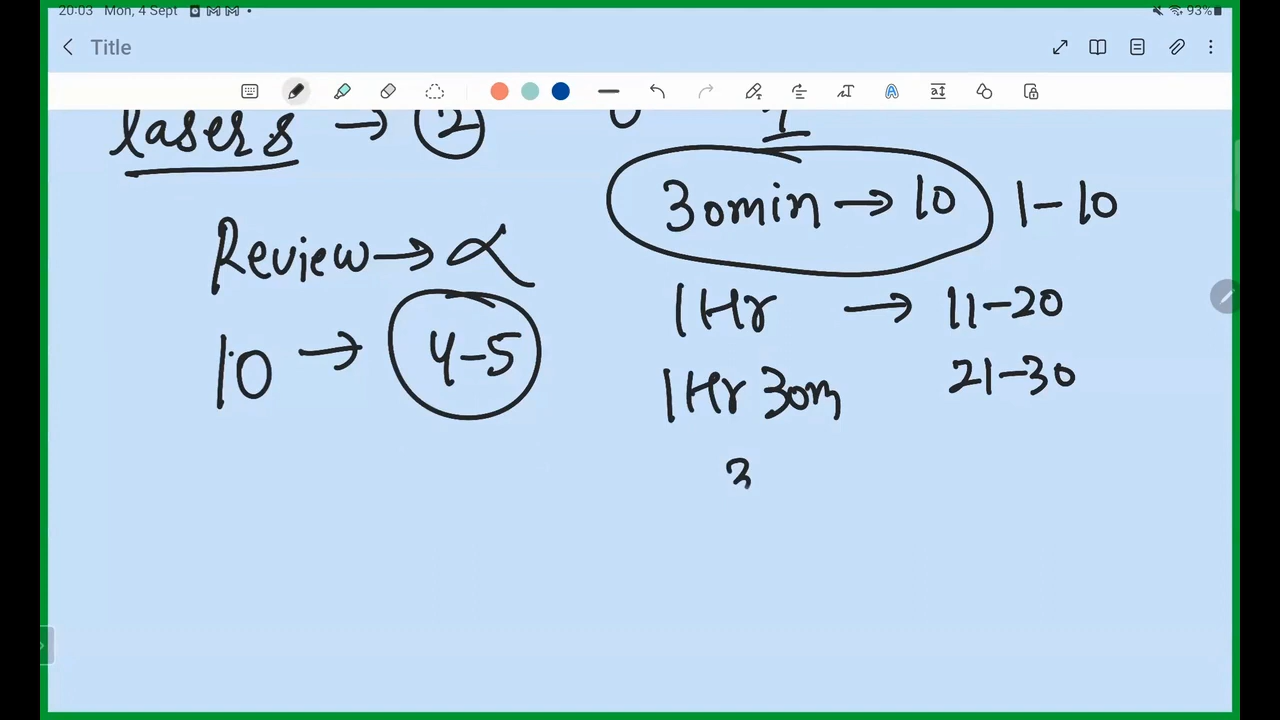 20:03 Mon, 4 Sept
93%
Title
lasers → 2
Review → α
10 → 4-5
30min → 10 1-10
1Hr → 11-20
1Hr 30m 21-30
3